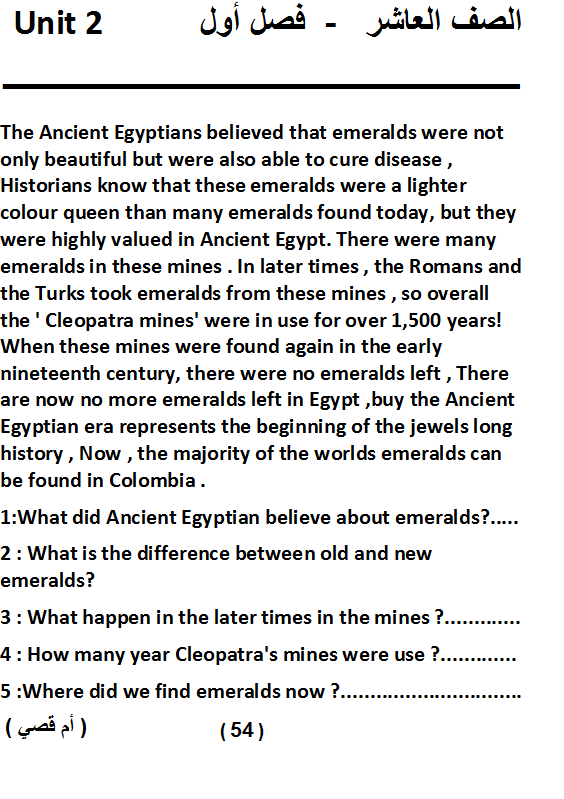 Unit 2 الصف العاشر - فصل أول
The Ancient Egyptians believed that emeralds were not
only beautiful but were also able to cure disease ,
Historians know that these emeralds were a lighter
colour queen than many emeralds found today, but they
were highly valued in Ancient Egypt. There were many
emeralds in these mines . In later times , the Romans and
the Turks took emeralds from these mines , so overall
the ' Cleopatra mines' were in use for over 1,500 years!
When these mines were found again in the early
nineteenth century, there were no emeralds left , There
are now no more emeralds left in Egypt ,buy the Ancient
Egyptian era represents the beginning of the jewels long
history , Now , the majority of the worlds emeralds can
be found in Colombia .
1:What did Ancient Egyptian believe about emeralds?.....
2 : What is the difference between old and new
emeralds?
3 : What happen in the later times in the mines ?.............
4 : How many year Cleopatra's mines were use ?.............
5 :Where did we find emeralds now ?...............................
( أم قصي ) ( 54 )